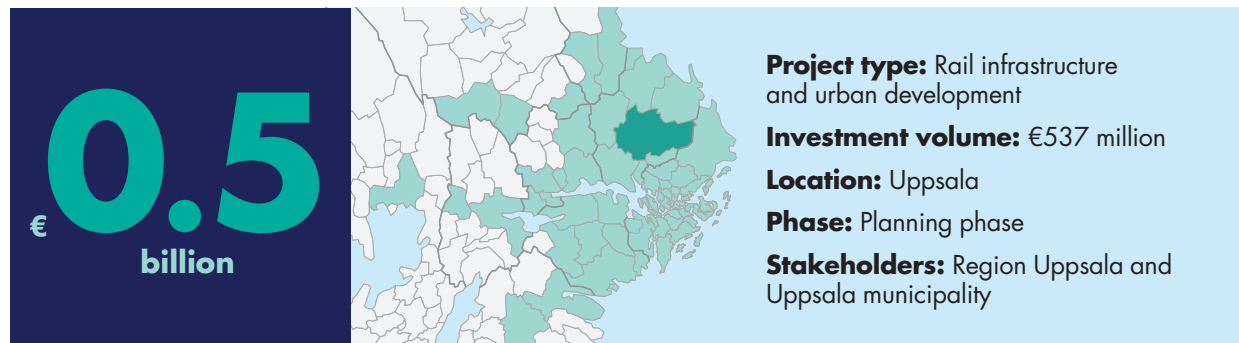 €0.5
billion
Project type: Rail infrastructure
and urban development
Investment volume: €537 million
Location: Uppsala
Phase: Planning phase
Stakeholders: Region Uppsala and
Uppsala municipality